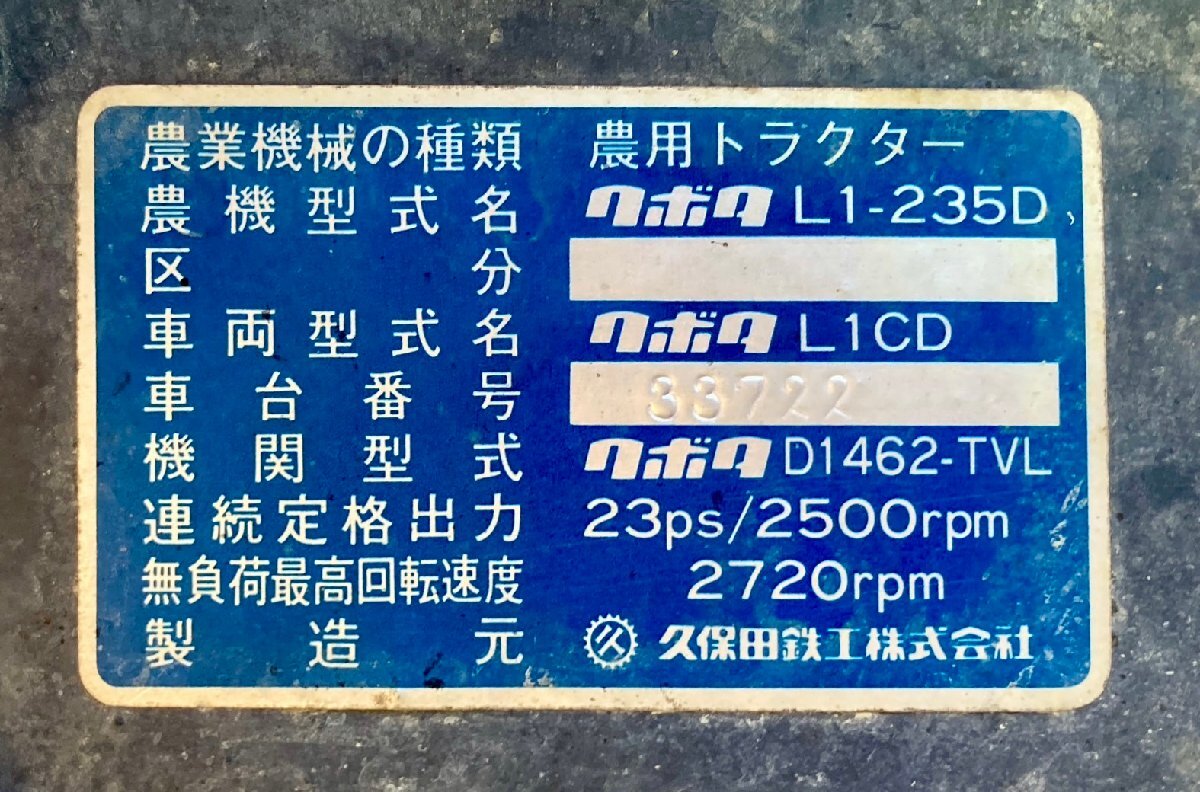 農業機械の種類 農用トラクター
農機型式名 クボタ L1-235D
区分
車両型式名 クボタ L1CD
車台番号 33722
機関型式 クボタ D1462-TVL
連続定格出力 23ps/2500rpm
無負荷最高回転速度 2720rpm
製造元 久保田鉄工株式会社